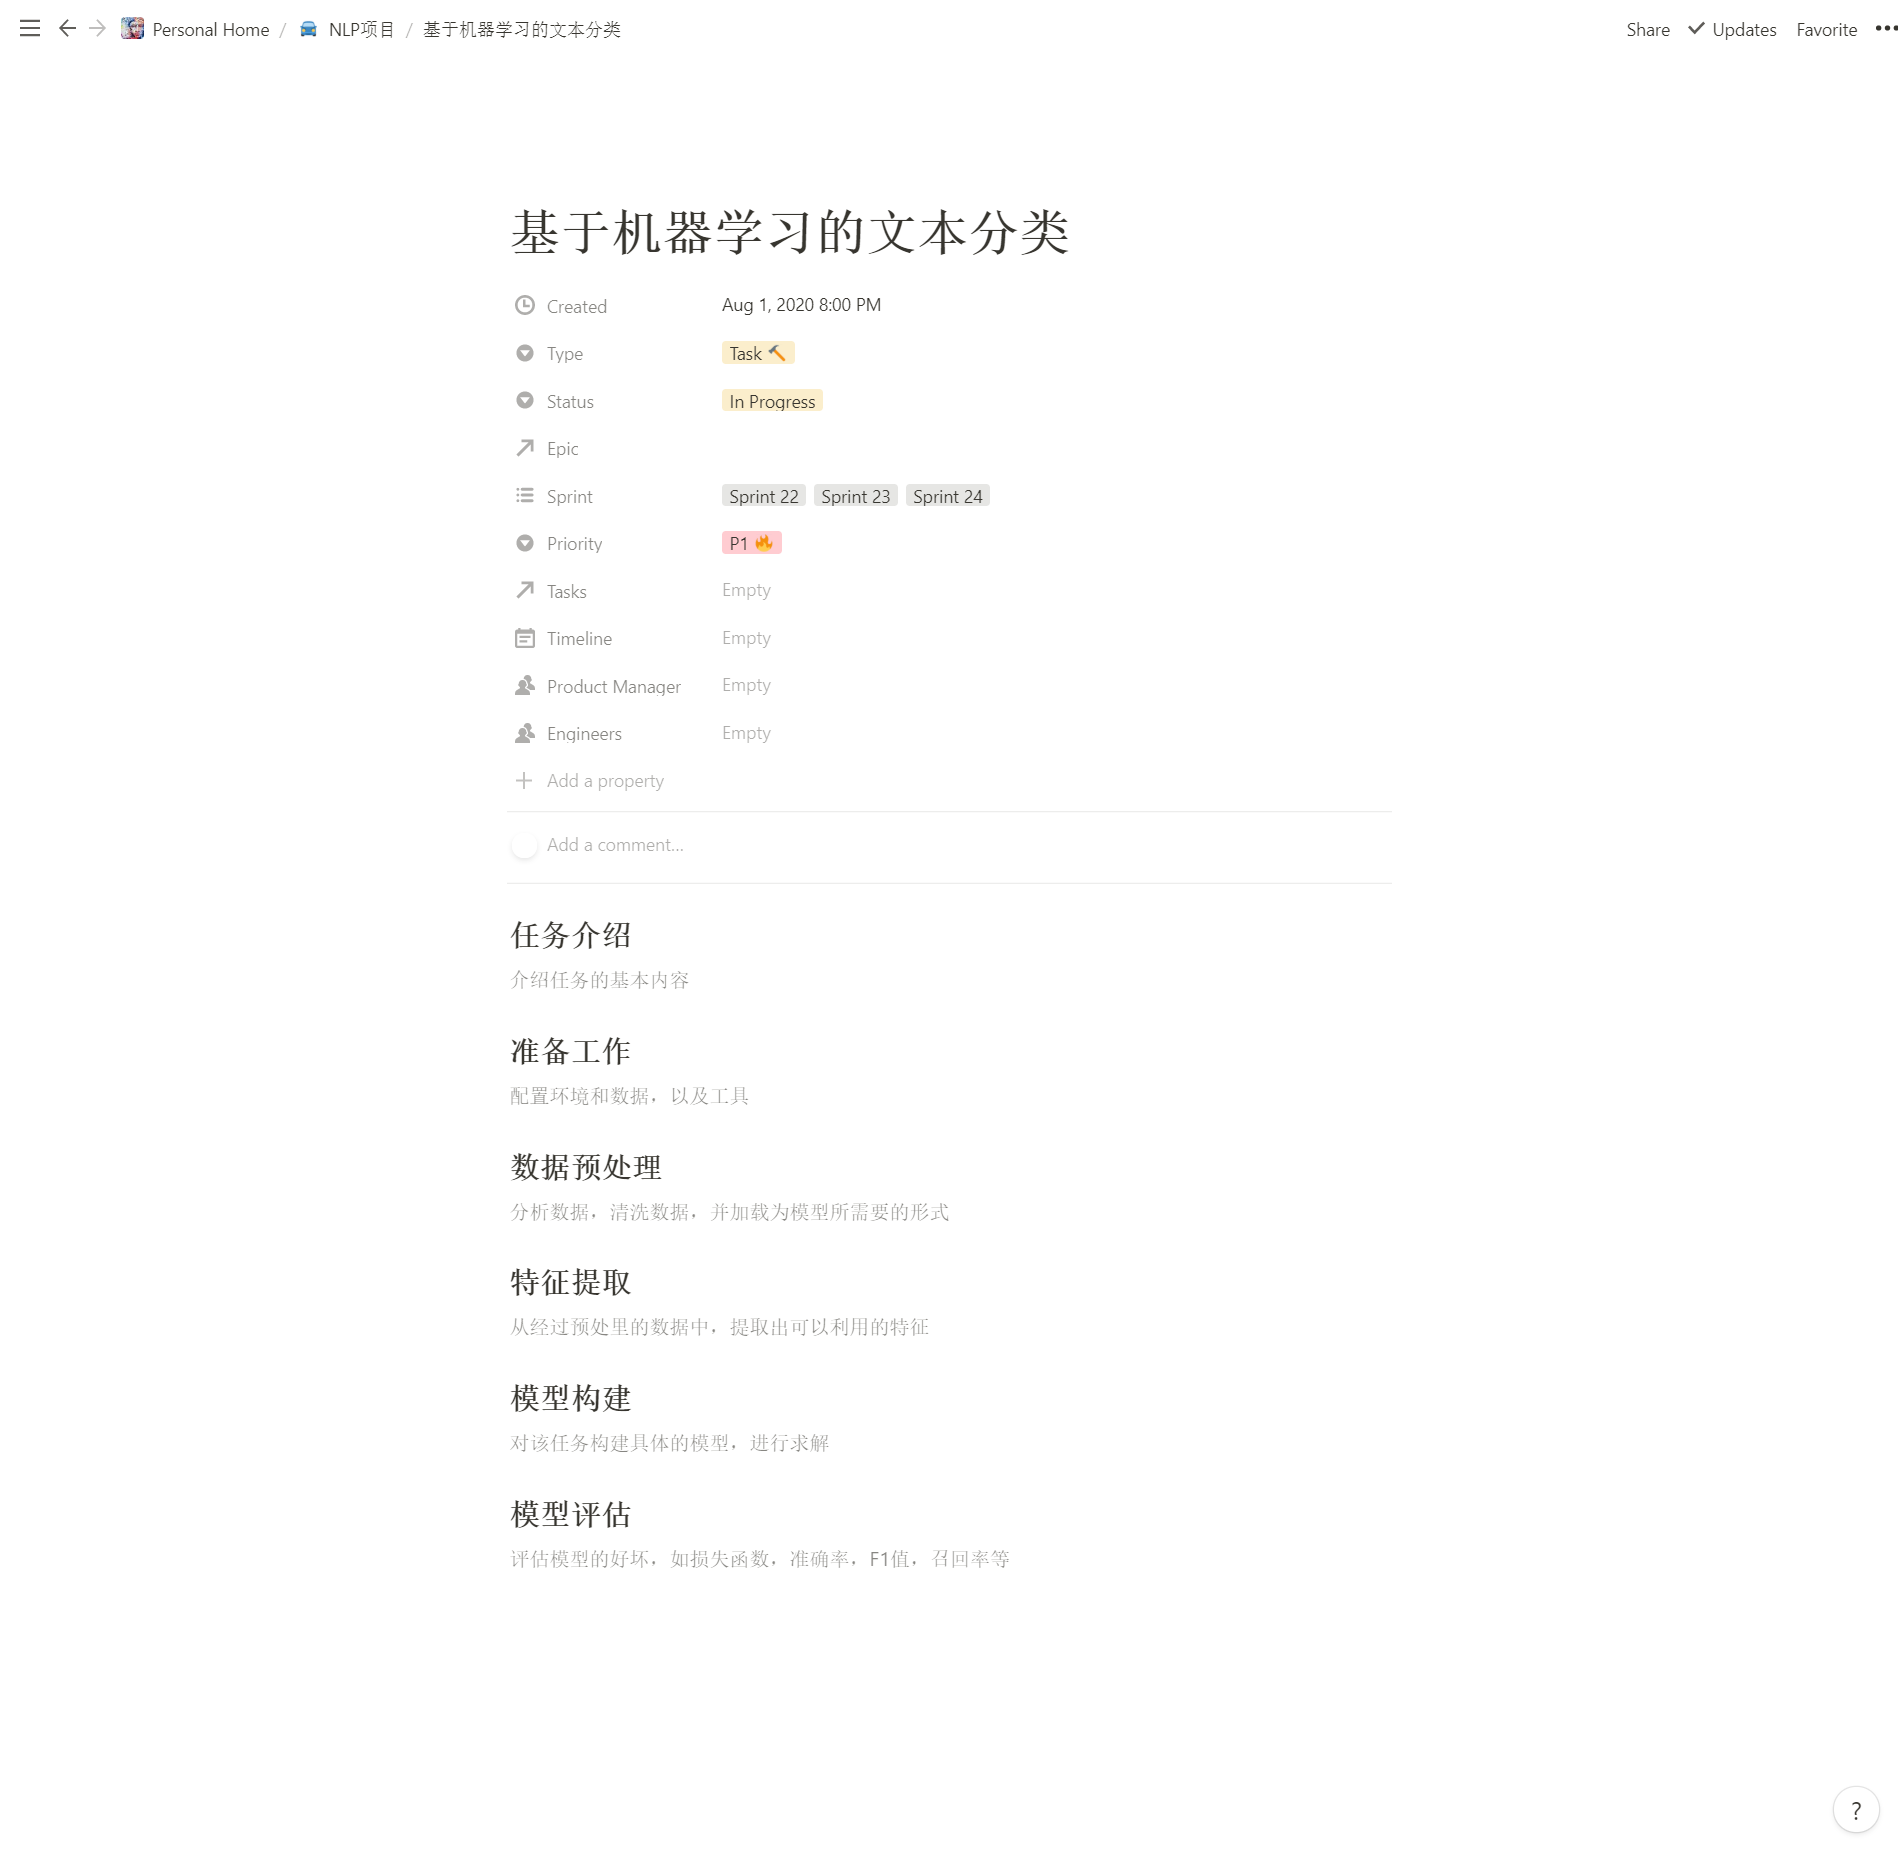 Personal Home / NLP项目 / 基于机器学习的文本分类
Share Updates Favorite
基于机器学习的文本分类
Created Aug 1, 2020 8:00 PM
Type Task
Status In Progress
Epic
Sprint Sprint 22 Sprint 23 Sprint 24
Priority P1
Tasks Empty
Timeline Empty
Product Manager Empty
Engineers Empty
Add a property
Add a comment...
任务介绍
介绍任务的基本内容
准备工作
配置环境和数据，以及工具
数据预处理
分析数据，清洗数据，并加载为模型所需要的形式
特征提取
从经过预处里的数据中，提取出可以利用的特征
模型构建
对该任务构建具体的模型，进行求解
模型评估
评估模型的好坏，如损失函数，准确率，F1值，召回率等
?